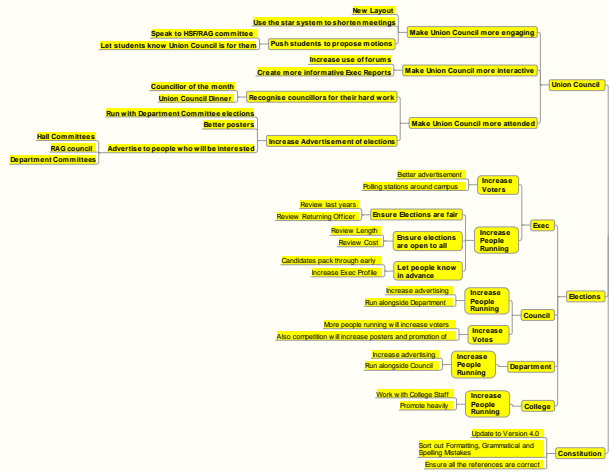 New Layout
Use the star system to shorten meetings
Speak to HSF/RAG committee
Let students know Union Council is for them
Push students to propose motions
Make Union Council more engaging
Increase use of forums
Create more informative Exec Reports
Make Union Council more interactive
Councillor of the month
Union Council Dinner
Recognise councillors for their hard work
Run with Department Committee elections
Better posters
Hall Committees
RAG council
Department Committees
Advertise to people who will be interested
Increase Advertisement of elections
Make Union Council more attended
Union Council
Better advertisement
Polling stations around campus
Increase
Voters
Review last years
Review Returning Officer
Ensure Elections are fair
Review Length
Review Cost
Ensure elections
are open to all
Candidates pack through early
Increase Exec Profile
Let people know
in advance
Increase
People
Running
Exec
Increase advertising
Run alongside Department
Increase
People
Running
More people running will increase voters
Also competition will increase posters and promotion of
Increase
Votes
Council
Increase advertising
Run alongside Council
Increase
People
Running
Department
Work with College Staff
Promote heavily
Increase
People
Running
College
Elections
Update to Version 4.0
Sort out Formatting, Grammatical and
Spelling Mistakes
Ensure all the references are correct
Constitution